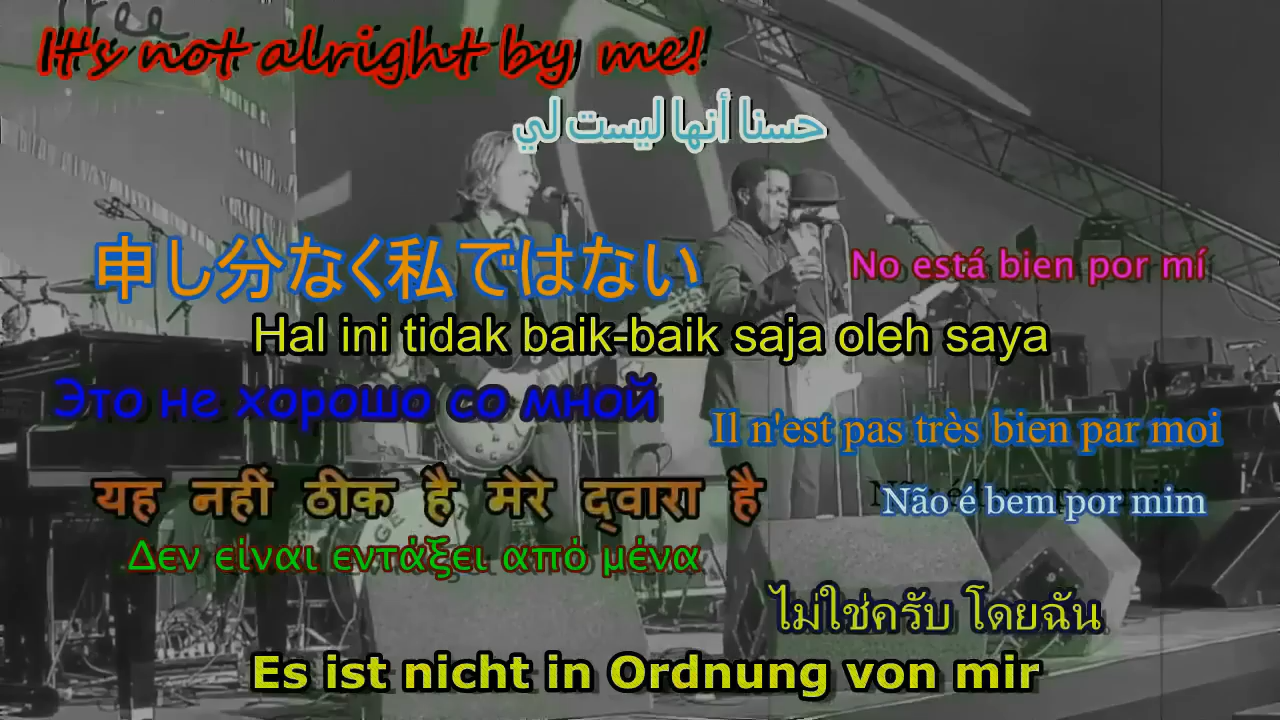 It's not alright by me!
حسنا أنها ليست لي
申し分なく私ではない
No está bien por mí
Hal ini tidak baik-baik saja oleh saya
Это не хорошо со мной
Il n'est pas très bien par moi
यह नहीं ठीक है मेरे द्वारा है
Não é bem por mim
Δεν είναι εντάξει από μένα
ไม่ใช่ครับ โดยฉัน
Es ist nicht in Ordnung von mir